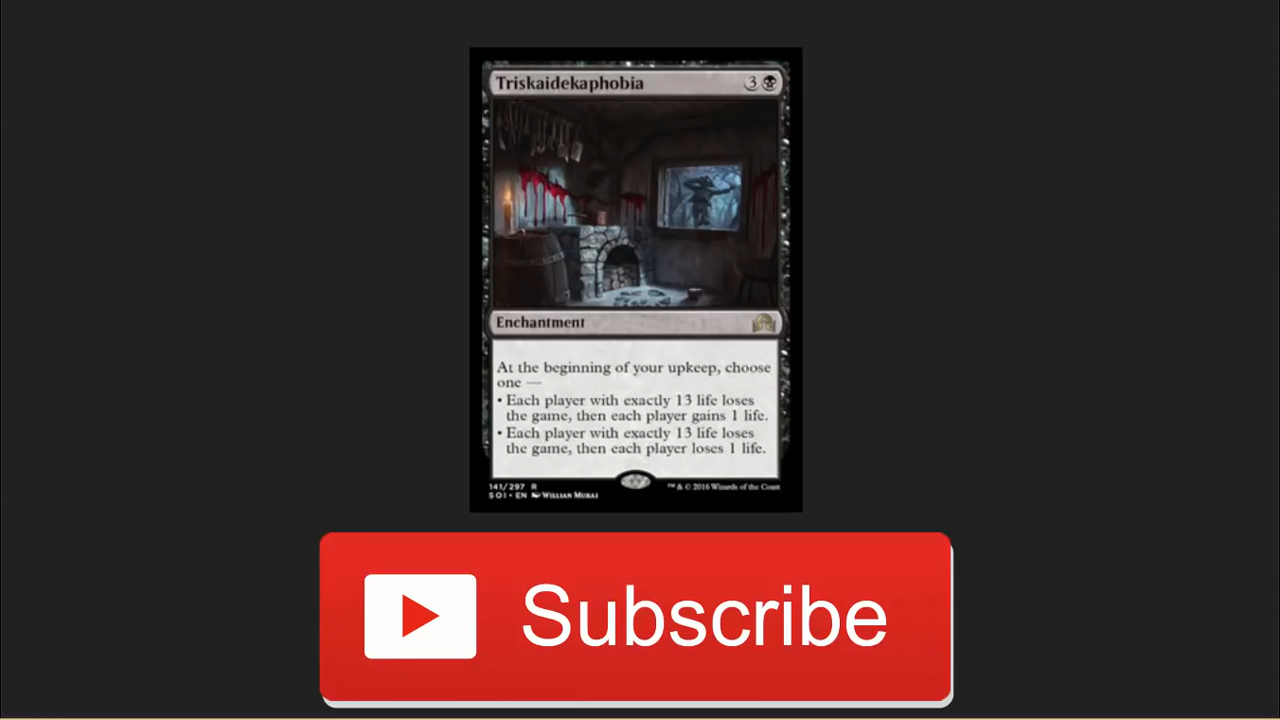 Triskaidekaphobia 3
Enchantment
At the beginning of your upkeep, choose
one —
• Each player with exactly 13 life loses
the game, then each player gains 1 life.
• Each player with exactly 13 life loses
the game, then each player loses 1 life.
141/297 R
SOI • EN Willian Murai
™ & © 2016 Wizards of the Coast
Subscribe